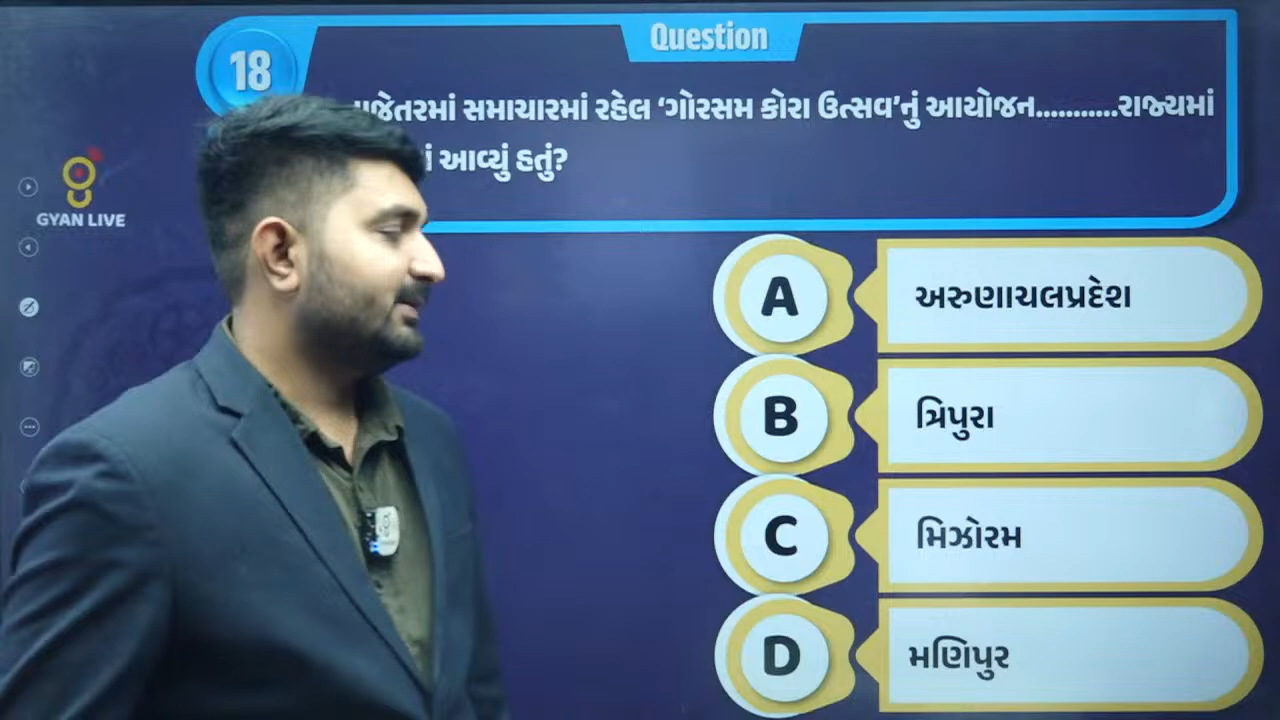 Question
18
સમાચારમાં રહેલ ‘ગોરસમ કોરા ઉત્સવ’નું આયોજન...........રાજ્યમાં
આવ્યું હતું?
GYAN LIVE
A અરુણાચલપ્રદેશ
B ત્રિપુરા
C મિઝોરમ
D મણિપુર